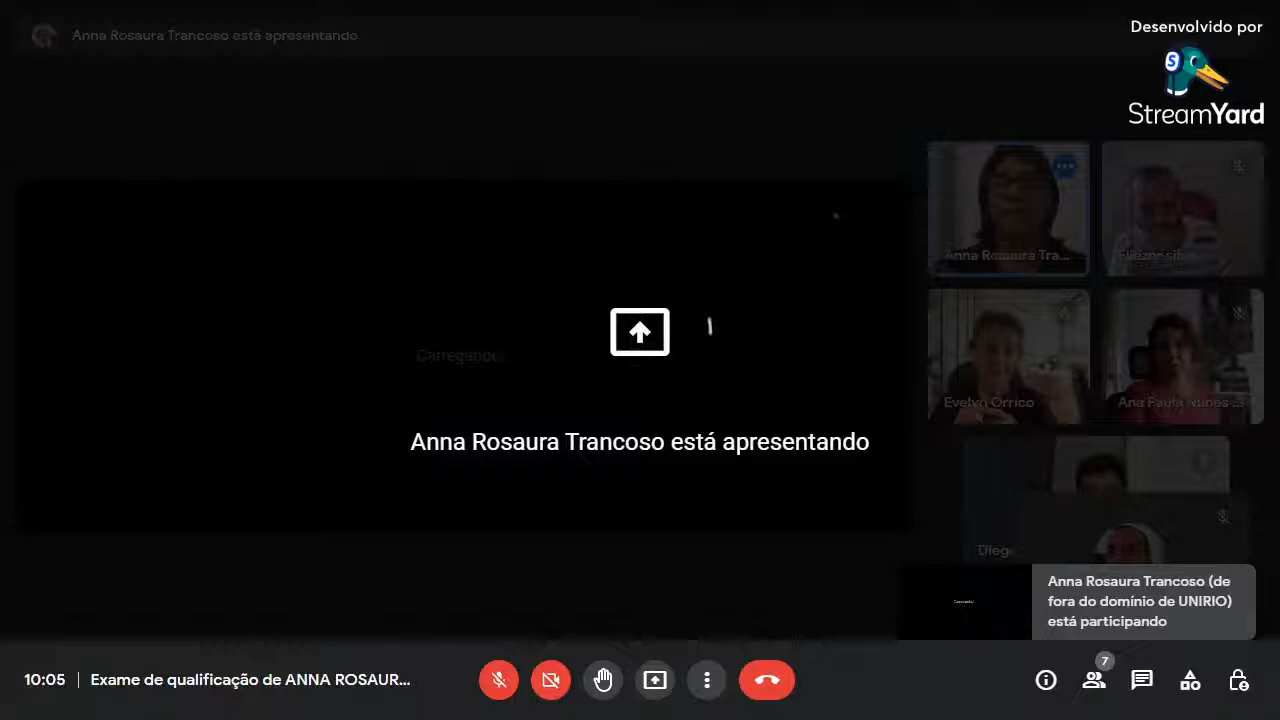 Anna Rosaura Trancoso está apresentando
Desenvolvido por
StreamYard
Anna Rosaura Tra...
Carregando...
Evelyn Orrico
Ana Paula Nunes ...
Anna Rosaura Trancoso está apresentando
Anna Rosaura Trancoso (de
fora do domínio de UNIRIO)
está participando
7
10:05
Exame de qualificação de ANNA ROSAUR...